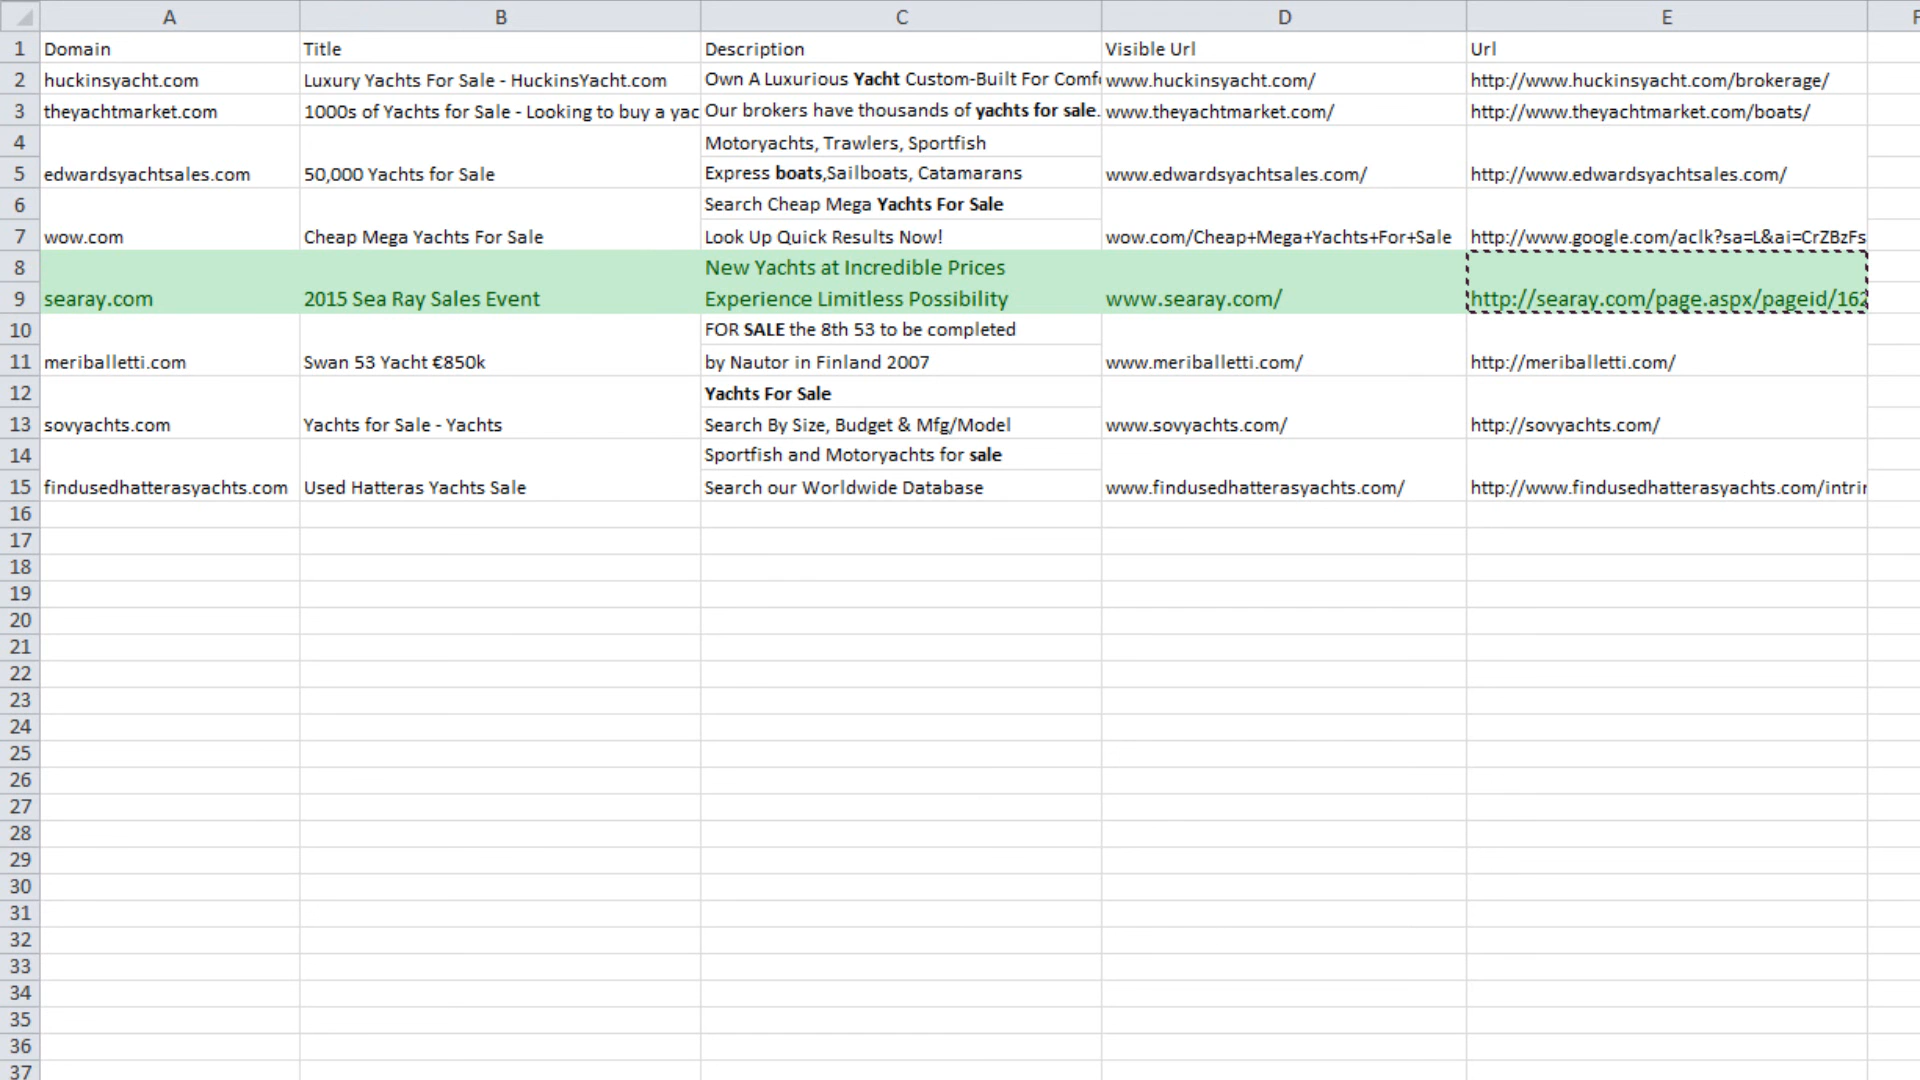 A B C D E F
1 Domain Title Description Visible Url Url
2 huckinsyacht.com Luxury Yachts For Sale - HuckinsYacht.com Own A Luxurious Yacht Custom-Built For Comf www.huckinsyacht.com/ http://www.huckinsyacht.com/brokerage/
3 theyachtmarket.com 1000s of Yachts for Sale - Looking to buy a yac Our brokers have thousands of yachts for sale. www.theyachtmarket.com/ http://www.theyachtmarket.com/boats/
4 Motoryachts, Trawlers, Sportfish
5 edwardsyachtsales.com 50,000 Yachts for Sale Express boats,Sailboats, Catamarans www.edwardsyachtsales.com/ http://www.edwardsyachtsales.com/
6 Search Cheap Mega Yachts For Sale
7 wow.com Cheap Mega Yachts For Sale Look Up Quick Results Now! wow.com/Cheap+Mega+Yachts+For+Sale http://www.google.com/aclk?sa=L&ai=CrZBzFs
8 New Yachts at Incredible Prices
9 searay.com 2015 Sea Ray Sales Event Experience Limitless Possibility www.searay.com/ http://searay.com/page.aspx/pageid/162
10 FOR SALE the 8th 53 to be completed
11 meriballetti.com Swan 53 Yacht €850k by Nautor in Finland 2007 www.meriballetti.com/ http://meriballetti.com/
12 Yachts For Sale
13 sovyachts.com Yachts for Sale - Yachts Search By Size, Budget & Mfg/Model www.sovyachts.com/ http://sovyachts.com/
14 Sportfish and Motoryachts for sale
15 findusedhatterasyachts.com Used Hatteras Yachts Sale Search our Worldwide Database www.findusedhatterasyachts.com/ http://www.findusedhatterasyachts.com/intrir
16
17
18
19
20
21
22
23
24
25
26
27
28
29
30
31
32
33
34
35
36
37